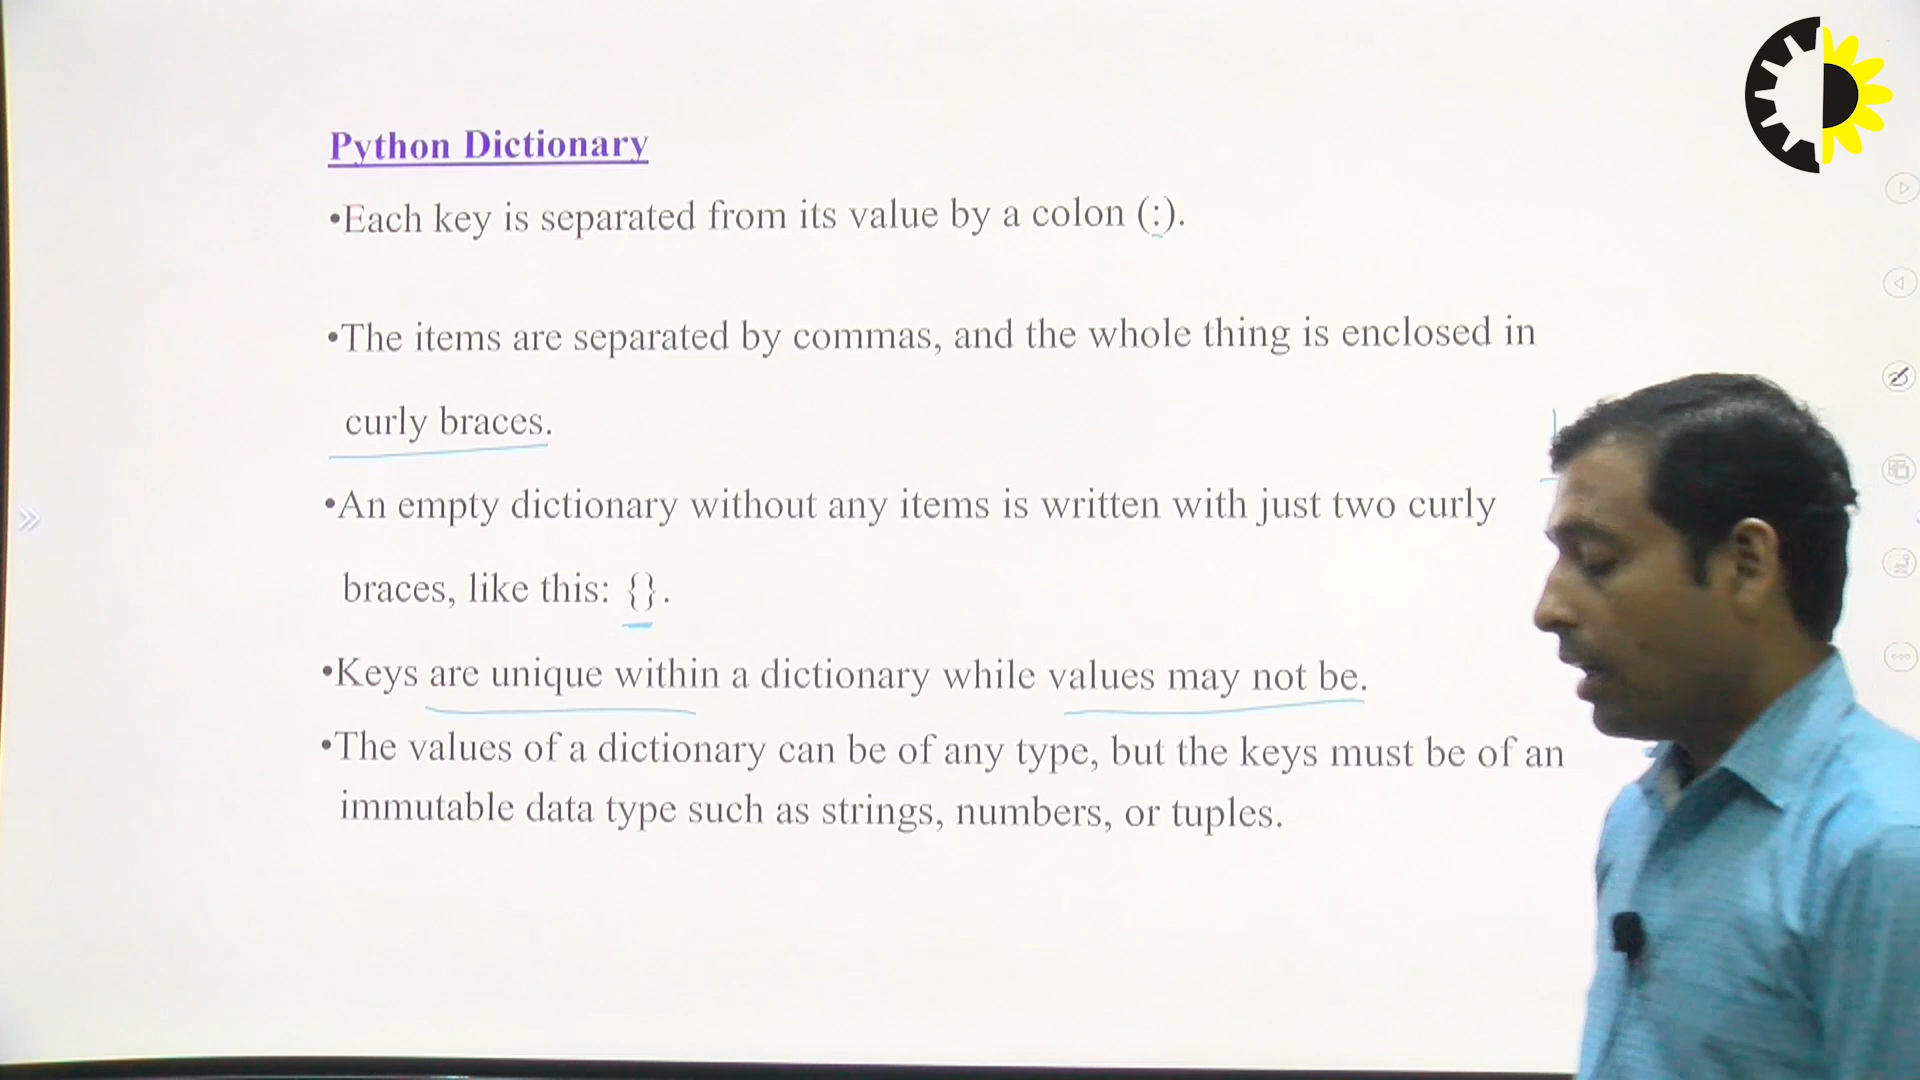 Python Dictionary
•Each key is separated from its value by a colon (:).
•The items are separated by commas, and the whole thing is enclosed in
curly braces.
•An empty dictionary without any items is written with just two curly
braces, like this: {}.
•Keys are unique within a dictionary while values may not be.
•The values of a dictionary can be of any type, but the keys must be of an
immutable data type such as strings, numbers, or tuples.